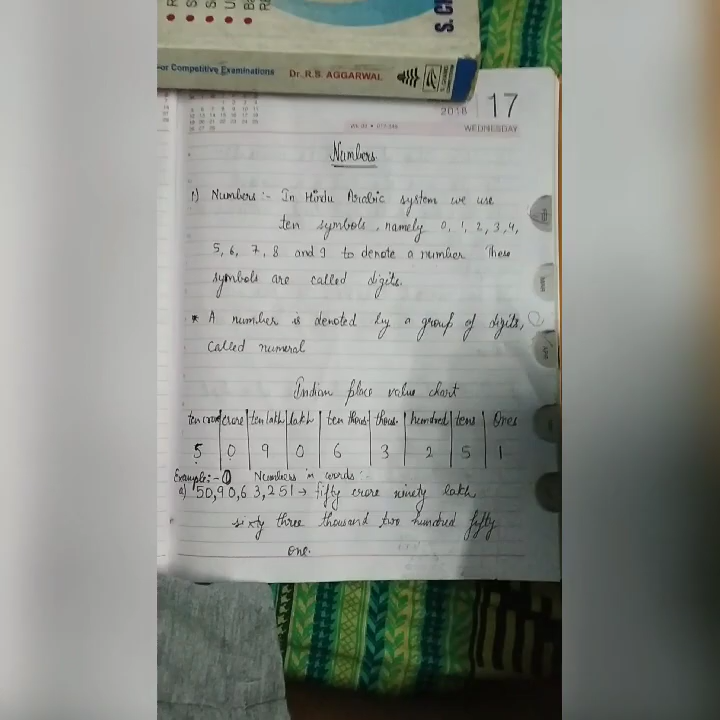 S. CH
For Competitive Examinations Dr. R.S. AGGARWAL
S. CHAND
2018 17
WEDNESDAY
Numbers
1) Numbers :- In Hindu Arabic system we use
ten symbols, namely 0, 1, 2, 3, 4,
5, 6, 7, 8 and 9 to denote a number These
symbols are called digits.
* A number is denoted by a group of digits,
Called numeral
Indian place value chart
ten crore crore ten lakh lakh ten thous thous. hundred tens Ones
5 0 9 0 6 3 2 5 1
Example:- 1 Numbers in words :-
a) 50,90,63,251 → fifty crore ninety lakh
sixty three thousand two hundred fifty
one.